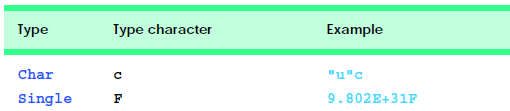 Type Type character Example
Char c "u"c
Single F 9.802E+31F